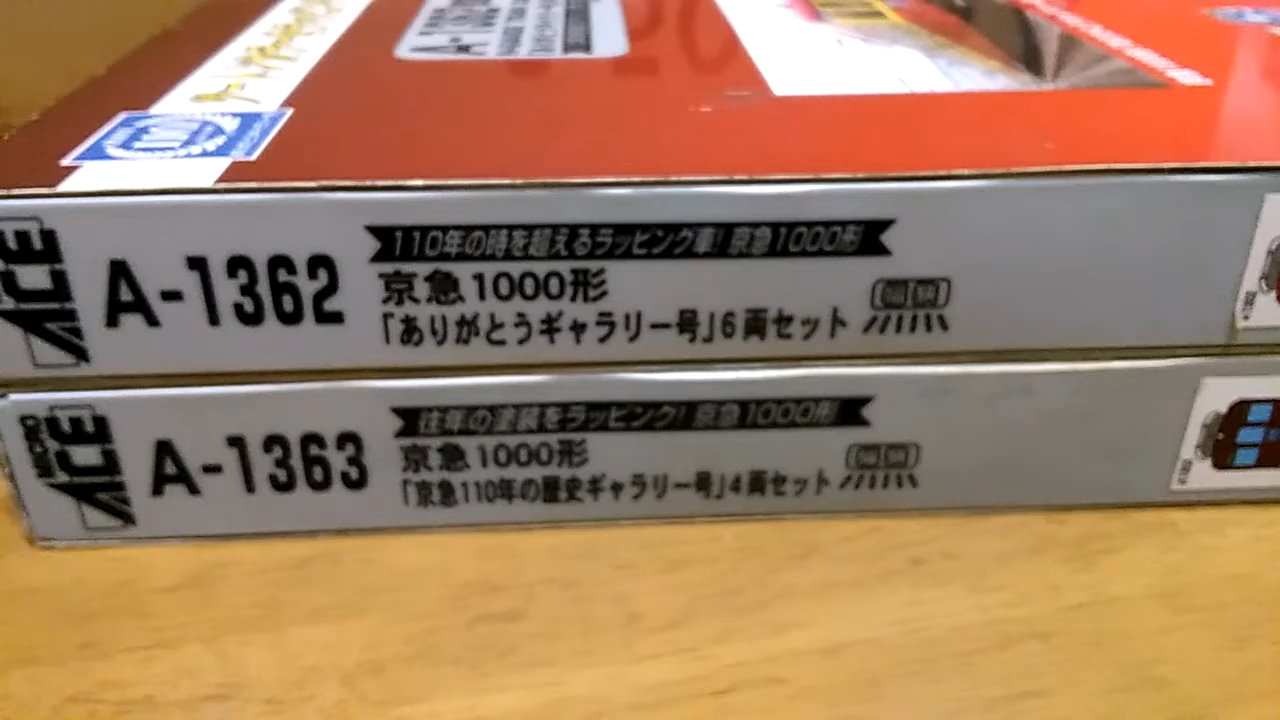 ACE
A-1362
110年の時を超えるラッピング車! 京急1000形
京急1000形
「ありがとうギャラリー号」6両セット
MICRO
ACE
A-1363
往年の塗装をラッピング! 京急1000形
京急1000形
「京急110年の歴史ギャラリー号」4両セット